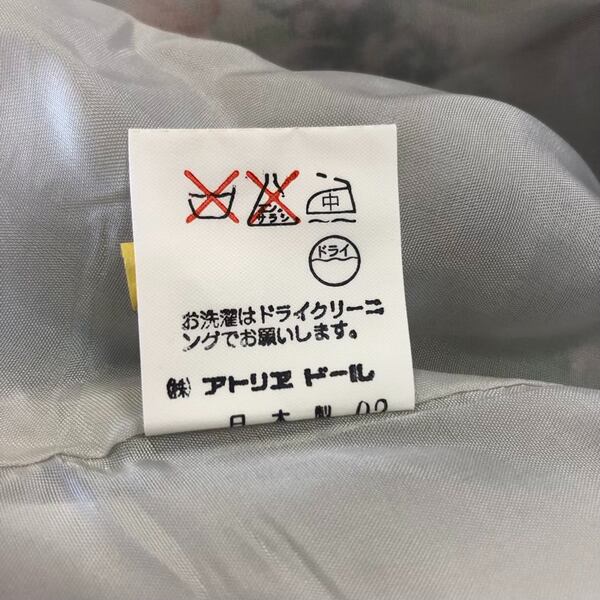 中
エンソ
サラシ
ドライ
お洗濯はドライクリーニ
ングでお願いします。
(株) アトリヱ ドール
日本製 02